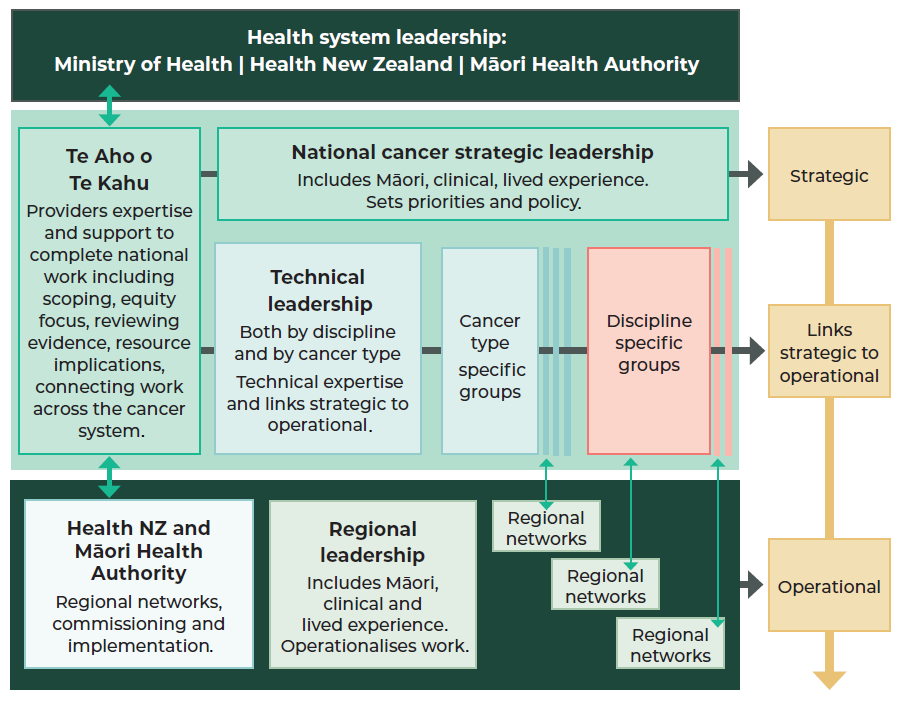 Health system leadership:
Ministry of Health | Health New Zealand | Māori Health Authority
Te Aho o
Te Kahu
Providers expertise
and support to
complete national
work including
scoping, equity
focus, reviewing
evidence, resource
implications,
connecting work
across the cancer
system.
National cancer strategic leadership
Includes Māori, clinical, lived experience.
Sets priorities and policy.
Strategic
Technical
leadership
Both by discipline
and by cancer type
Technical expertise
and links strategic to
operational.
Cancer
type
specific
groups
Discipline
specific
groups
Links
strategic to
operational
Health NZ and
Māori Health
Authority
Regional networks,
commissioning and
implementation.
Regional
leadership
Includes Māori,
clinical and
lived experience.
Operationalises work.
Regional
networks
Regional
networks
Regional
networks
Operational